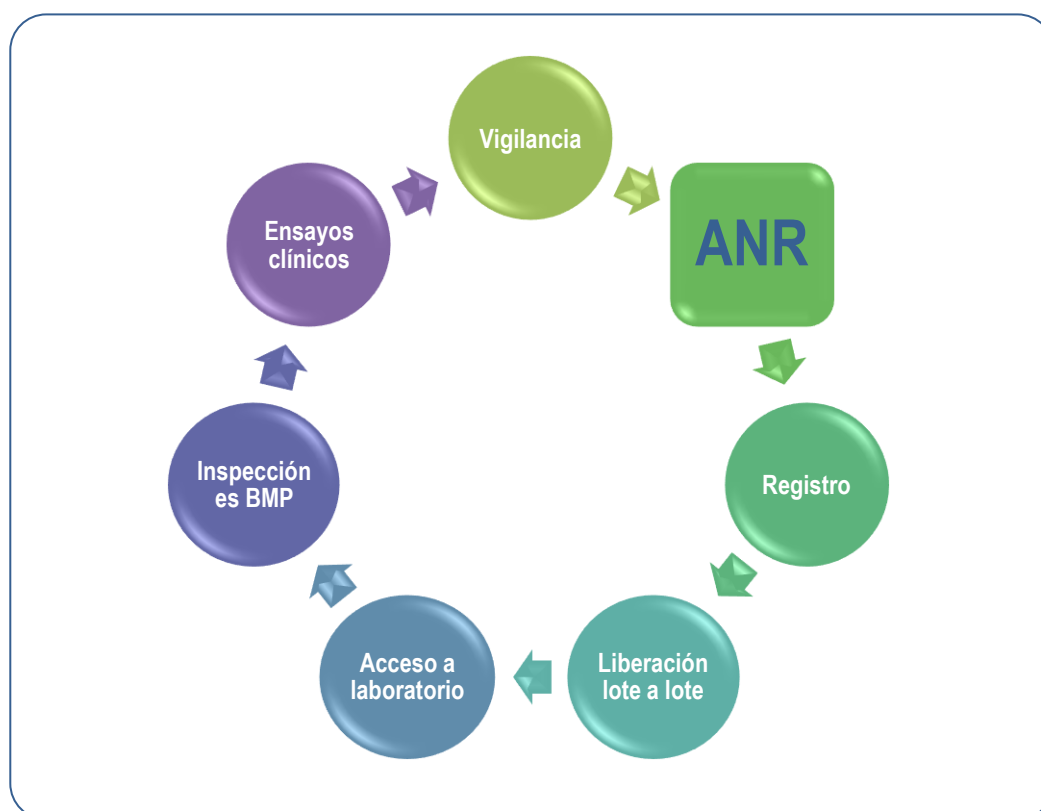 Vigilancia
ANR
Registro
Liberación
lote a lote
Acceso a
laboratorio
Inspección
es BMP
Ensayos
clínicos